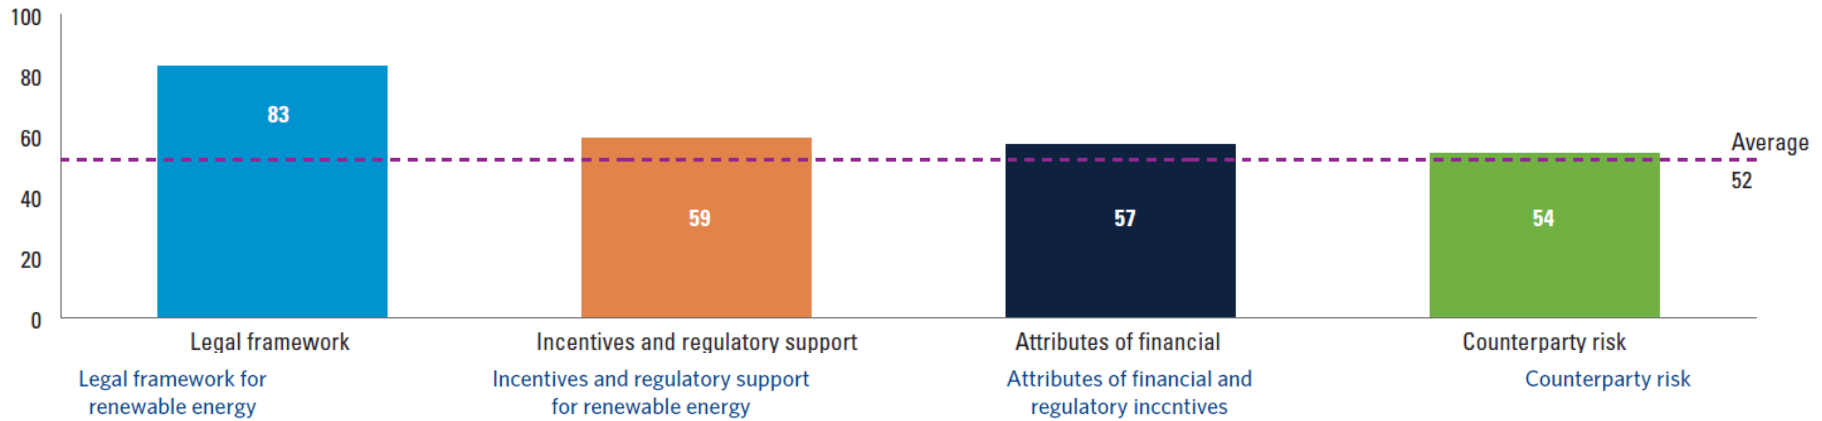 100
80
60
40
20
0
83
59
57
54
Average
52
Legal framework
Incentives and regulatory support
Attributes of financial
Counterparty risk
Legal framework for
renewable energy
Incentives and regulatory support
for renewable energy
Attributes of financial and
regulatory inccntives
Counterparty risk